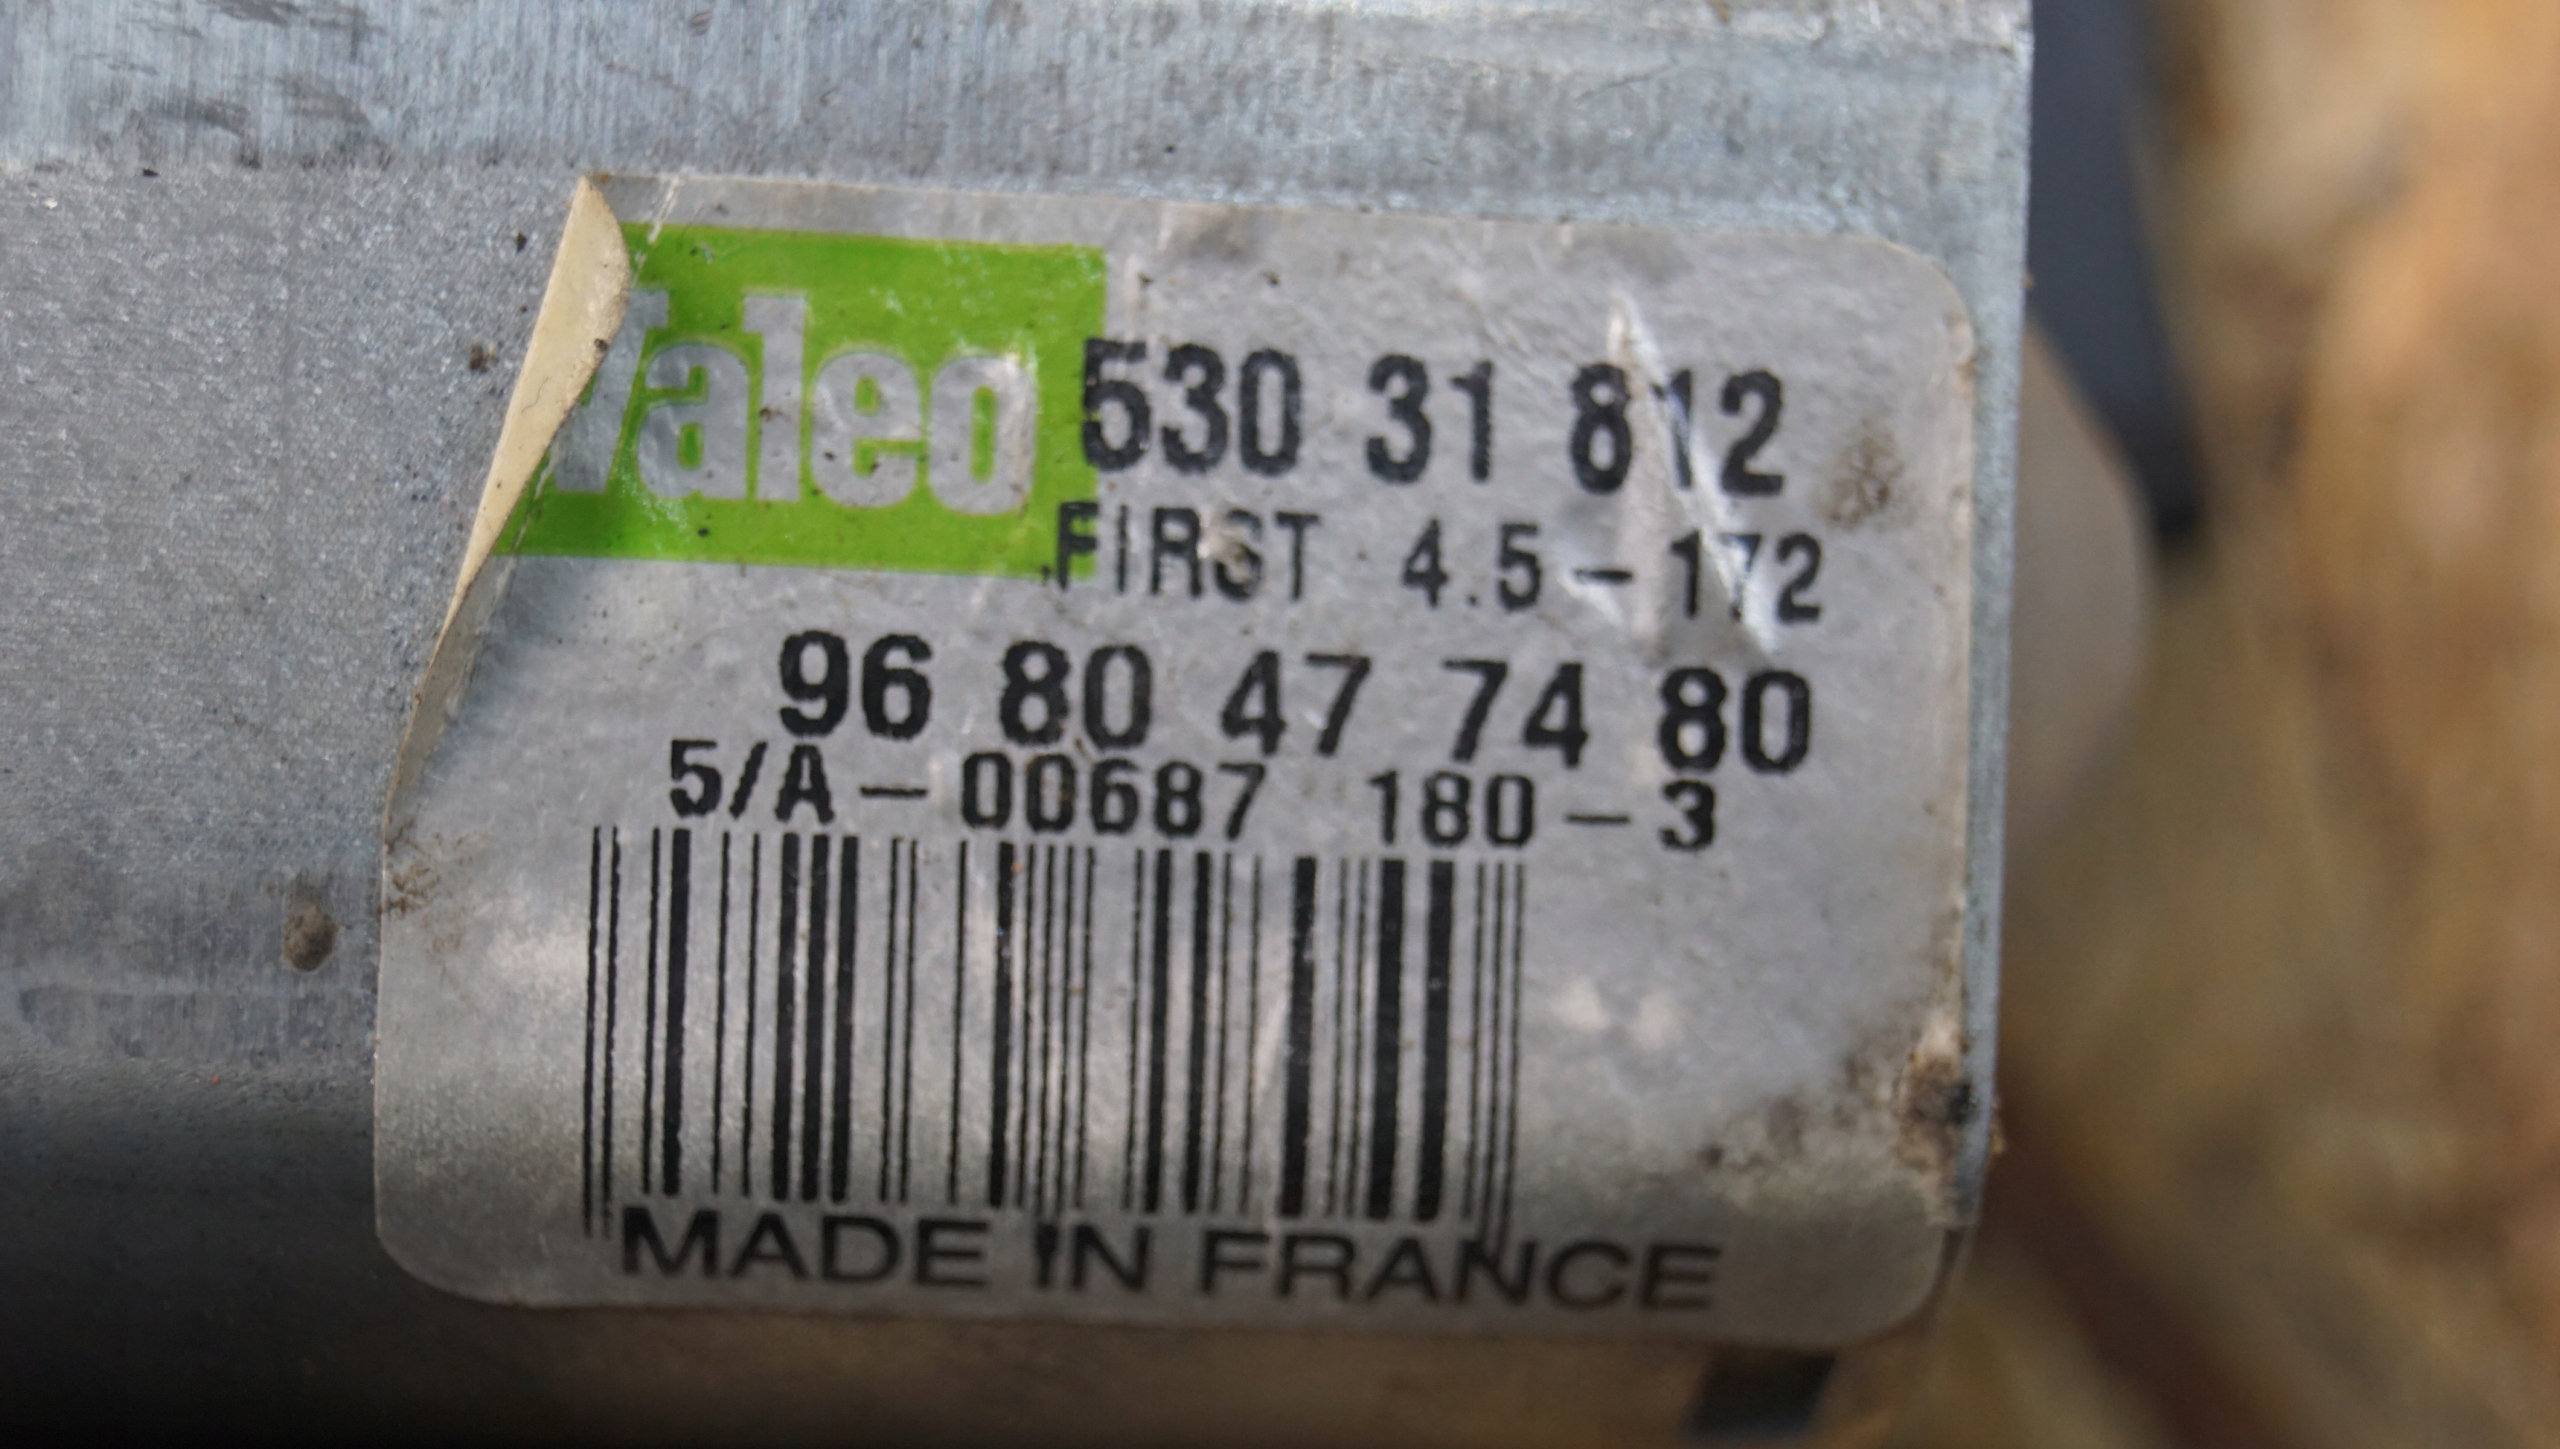 Valeo 530 31 812
FIRST 4.5-172
96 80 47 74 80
5/A-00687 180-3
MADE IN FRANCE